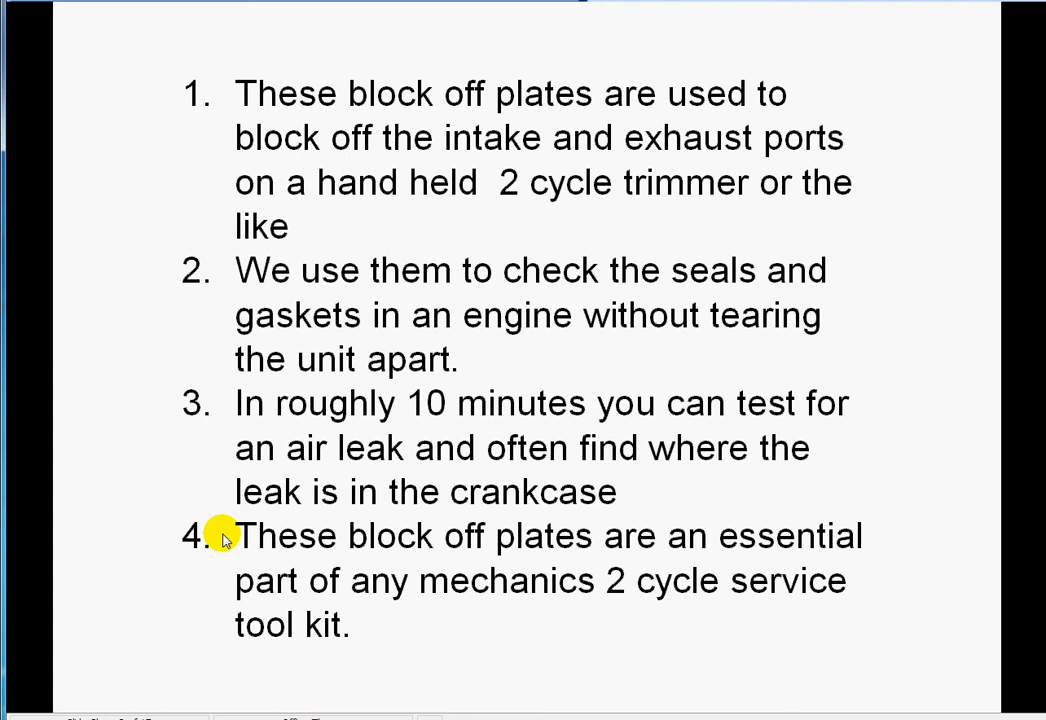 1. These block off plates are used to
block off the intake and exhaust ports
on a hand held 2 cycle trimmer or the
like
2. We use them to check the seals and
gaskets in an engine without tearing
the unit apart.
3. In roughly 10 minutes you can test for
an air leak and often find where the
leak is in the crankcase
4. These block off plates are an essential
part of any mechanics 2 cycle service
tool kit.